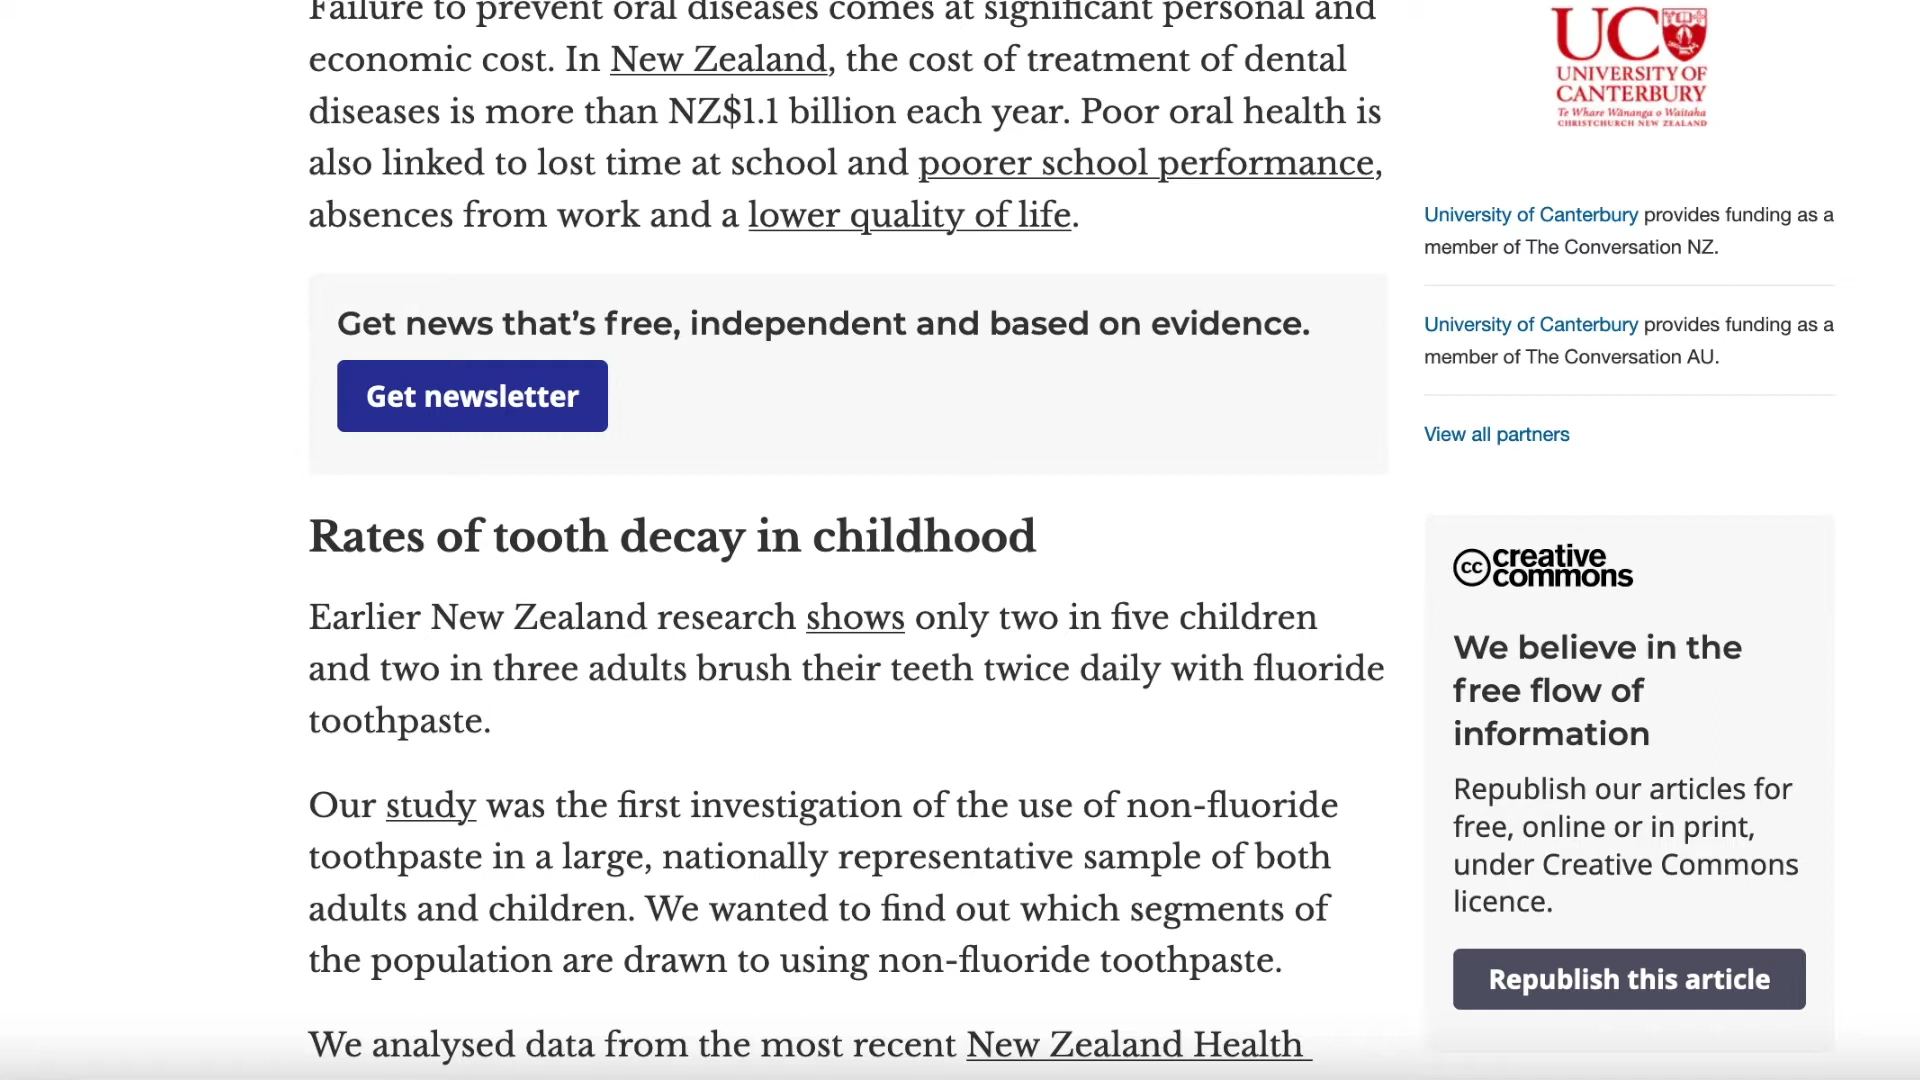 Failure to prevent oral diseases comes at significant personal and
economic cost. In New Zealand, the cost of treatment of dental
diseases is more than NZ$1.1 billion each year. Poor oral health is
also linked to lost time at school and poorer school performance,
absences from work and a lower quality of life.
Get news that’s free, independent and based on evidence.
Get newsletter
Rates of tooth decay in childhood
Earlier New Zealand research shows only two in five children
and two in three adults brush their teeth twice daily with fluoride
toothpaste.
Our study was the first investigation of the use of non-fluoride
toothpaste in a large, nationally representative sample of both
adults and children. We wanted to find out which segments of
the population are drawn to using non-fluoride toothpaste.
We analysed data from the most recent New Zealand Health
UC
UNIVERSITY OF
CANTERBURY
Te Whare Wānanga o Waitaha
CHRISTCHURCH NEW ZEALAND
University of Canterbury provides funding as a
member of The Conversation NZ.
University of Canterbury provides funding as a
member of The Conversation AU.
View all partners
cc creative
commons
We believe in the
free flow of
information
Republish our articles for
free, online or in print,
under Creative Commons
licence.
Republish this article